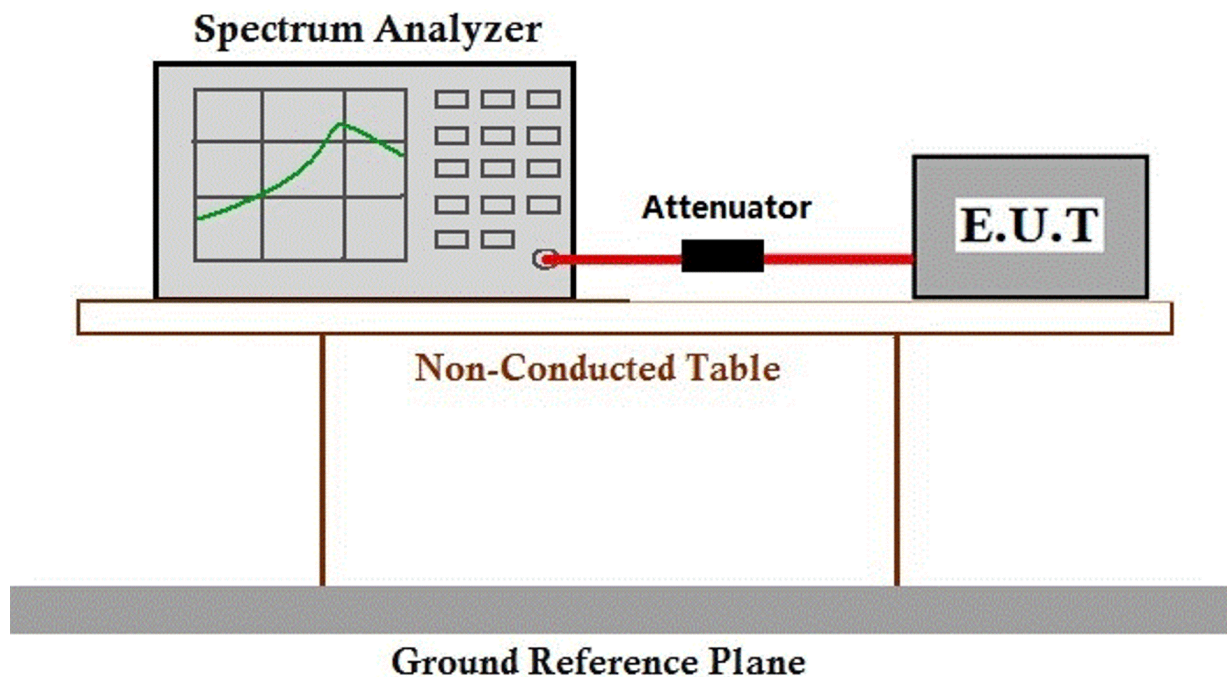 Spectrum Analyzer
Attenuator
E.U.T
Non-Conducted Table
Ground Reference Plane